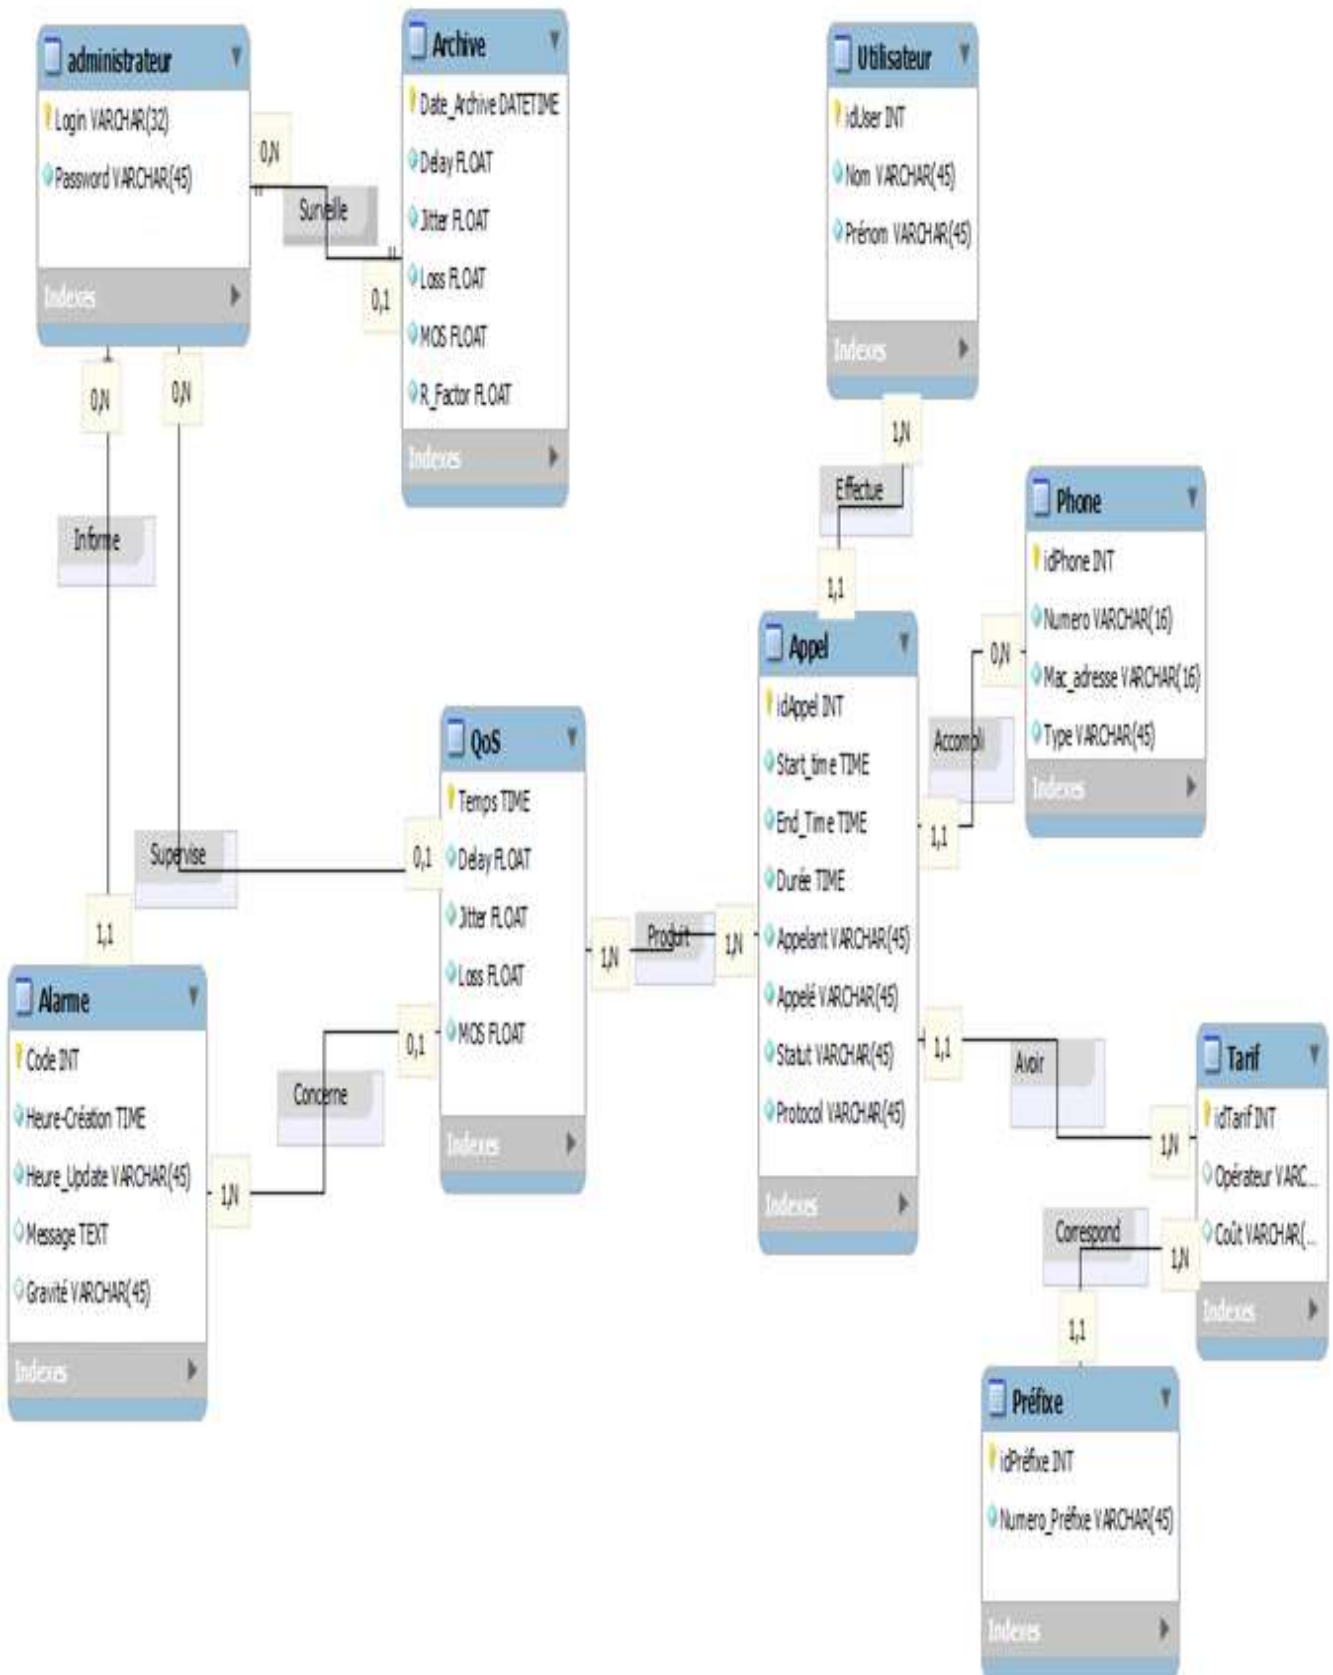 administrateur
Login VARCHAR(32)
Password VARCHAR(45)
Indexes
0,N
Surveille
0,1
Archive
Date_Archive DATETIME
Delay FLOAT
Jitter FLOAT
Loss FLOAT
MOS FLOAT
R_Factor FLOAT
Indexes
Utilisateur
idUser INT
Nom VARCHAR(45)
Prénom VARCHAR(45)
Indexes
0,N
0,N
Informe
Supervise
1,1
0,1
1,N
Effectue
1,1
Phone
idPhone INT
Numero VARCHAR(16)
Mac_adresse VARCHAR(16)
Type VARCHAR(45)
Indexes
0,N
Accompli
1,1
Appel
idAppel INT
Start_time TIME
End_Time TIME
Durée TIME
Appelant VARCHAR(45)
Appelé VARCHAR(45)
Statut VARCHAR(45)
Protocol VARCHAR(45)
Indexes
QoS
Temps TIME
Delay FLOAT
Jitter FLOAT
Loss FLOAT
MOS FLOAT
Indexes
1,N
Produit
1,N
Alarme
Code INT
Heure-Création TIME
Heure_Update VARCHAR(45)
Message TEXT
Gravité VARCHAR(45)
Indexes
0,1
Concerne
1,N
1,1
Avoir
1,N
Tarif
idTarif INT
Opérateur VARC...
Coût VARCHAR(...
Indexes
Correspond
1,N
1,1
Préfixe
idPréfixe INT
Numero_Préfixe VARCHAR(45)
Indexes